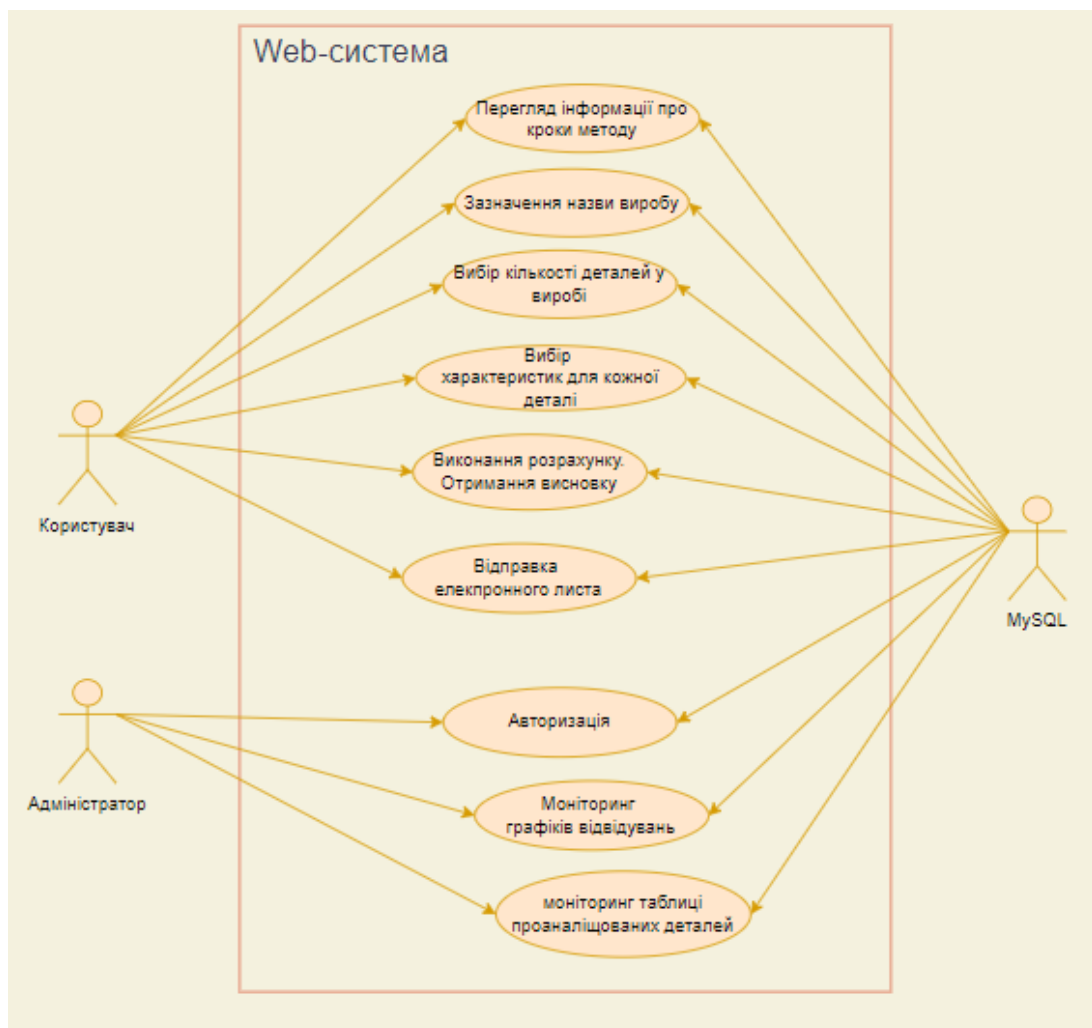 Web-система
Перегляд інформації про
кроки методу
Зазначення назви виробу
Вибір кількості деталей у
виробі
Вибір
характеристик для кожної
деталі
Виконання розрахунку.
Отримання висновку
Користувач
Відправка
елекпронного листа
MySQL
Авторизація
Адміністратор
Моніторинг
графіків відвідувань
моніторинг таблиці
проаналіщованих деталей